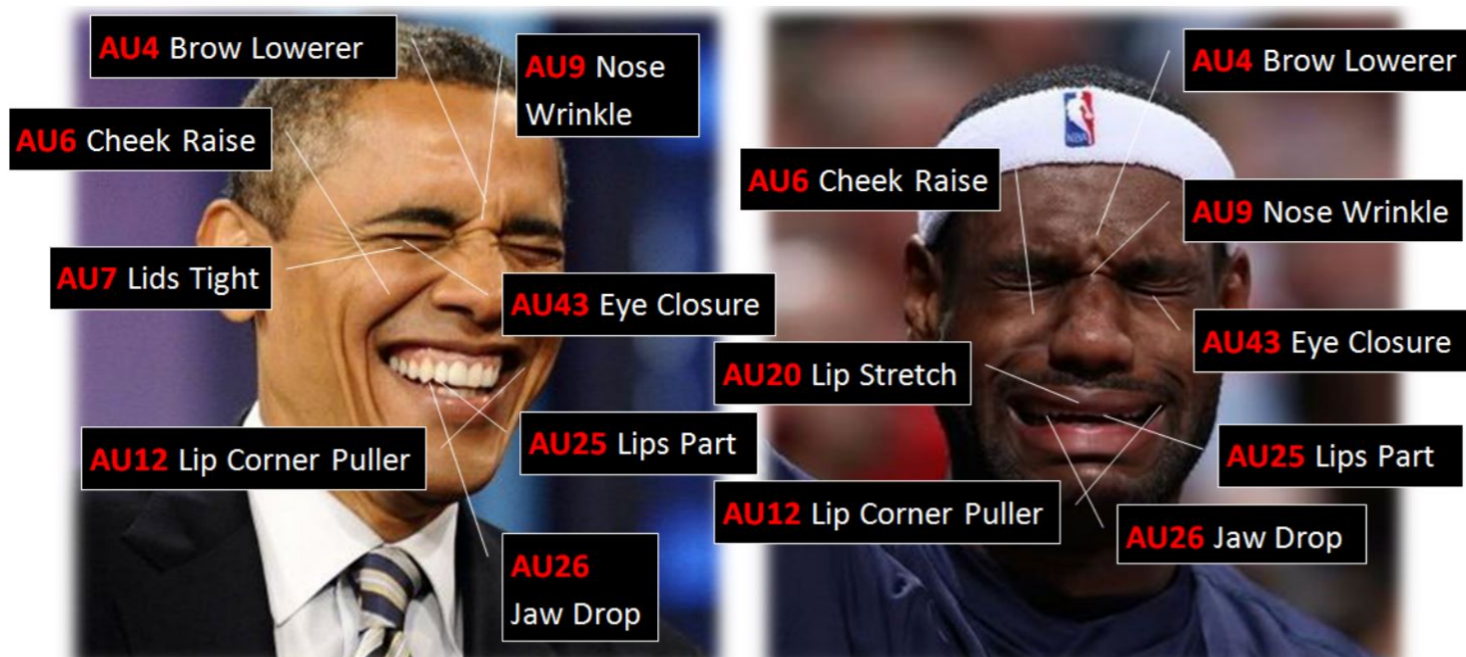 AU4 Brow Lowerer
AU9 Nose
Wrinkle
AU6 Cheek Raise
AU7 Lids Tight
AU43 Eye Closure
AU12 Lip Corner Puller
AU25 Lips Part
AU26
Jaw Drop
AU4 Brow Lowerer
NBA
AU6 Cheek Raise
AU9 Nose Wrinkle
AU43 Eye Closure
AU20 Lip Stretch
AU25 Lips Part
AU12 Lip Corner Puller
AU26 Jaw Drop